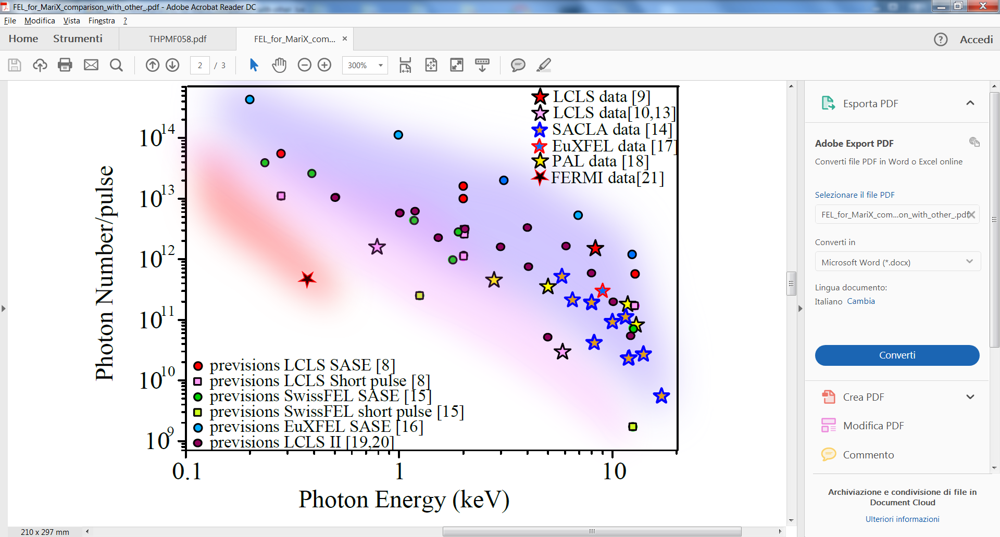 FEL_for_MariX_comparison_with_other_.pdf - Adobe Acrobat Reader DC
File Modifica Vista Finestra ?
Home Strumenti THPMF058.pdf FEL_for_MariX_com... × ? Accedi
2 / 3 300%
LCLS data [9]
LCLS data[10,13]
SACLA data [14]
EuXFEL data [17]
PAL data [18]
FERMI data[21]
Photon Number/pulse
10^14
10^13
10^12
10^11
10^10
10^9
previsions LCLS SASE [8]
previsions LCLS Short pulse [8]
previsions SwissFEL SASE [15]
previsions SwissFEL short pulse [15]
previsions EuXFEL SASE [16]
previsions LCLS II [19,20]
0.1 1 10
Photon Energy (keV)
210 x 297 mm
Esporta PDF
Adobe Export PDF
Converti file PDF in Word o Excel online
Selezionare il file PDF
FEL_for_MariX_com...on_with_other_.pdf
Converti in
Microsoft Word (*.docx)
Lingua documento:
Italiano Cambia
Converti
Crea PDF
Modifica PDF
Commento
Archiviazione e condivisione di file in
Document Cloud
Ulteriori informazioni